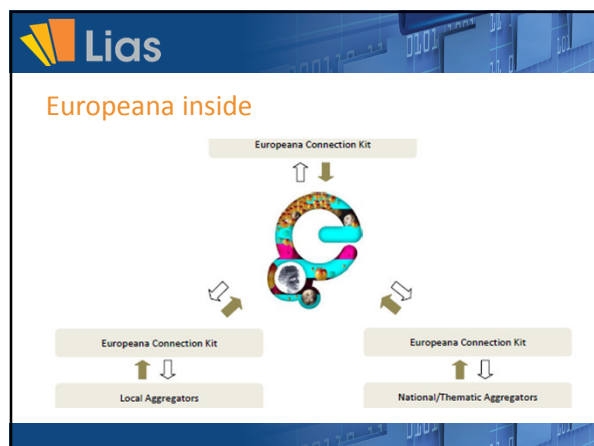 Lias
Europeana inside
Europeana Connection Kit
Europeana Connection Kit
Europeana Connection Kit
Local Aggregators
National/Thematic Aggregators